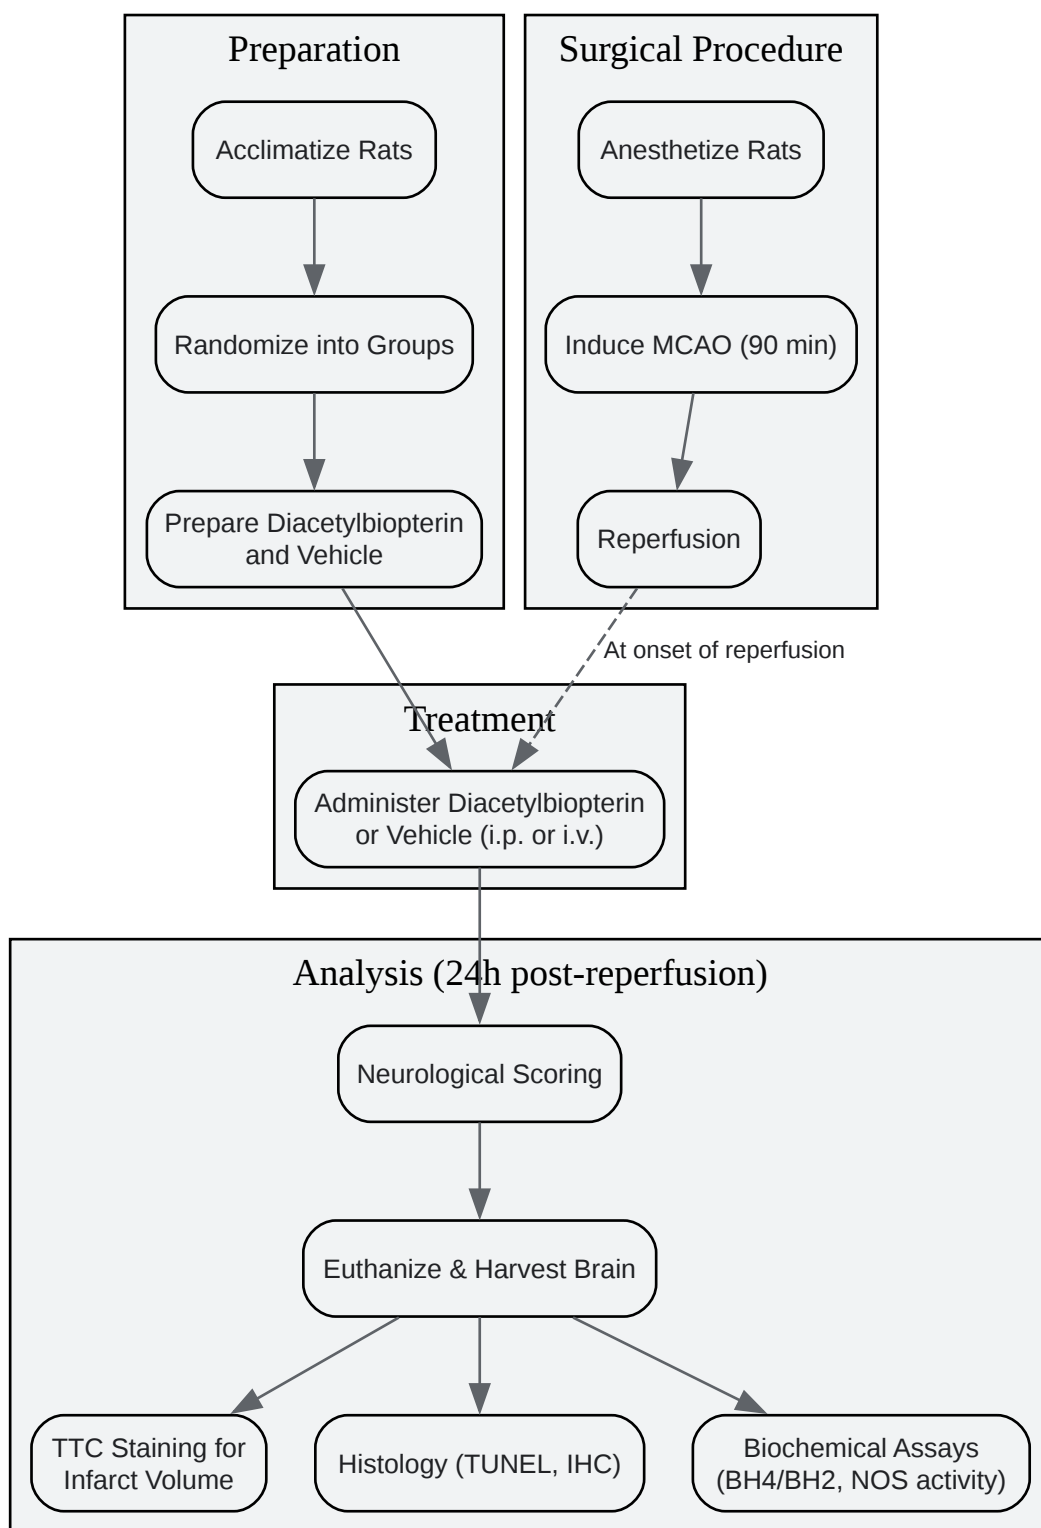 Preparation
Acclimatize Rats
Randomize into Groups
Prepare Diacetylbiopterin
and Vehicle
Surgical Procedure
Anesthetize Rats
Induce MCAO (90 min)
Reperfusion
At onset of reperfusion
Treatment
Administer Diacetylbiopterin
or Vehicle (i.p. or i.v.)
Analysis (24h post-reperfusion)
Neurological Scoring
Euthanize & Harvest Brain
TTC Staining for
Infarct Volume
Histology (TUNEL, IHC)
Biochemical Assays
(BH4/BH2, NOS activity)